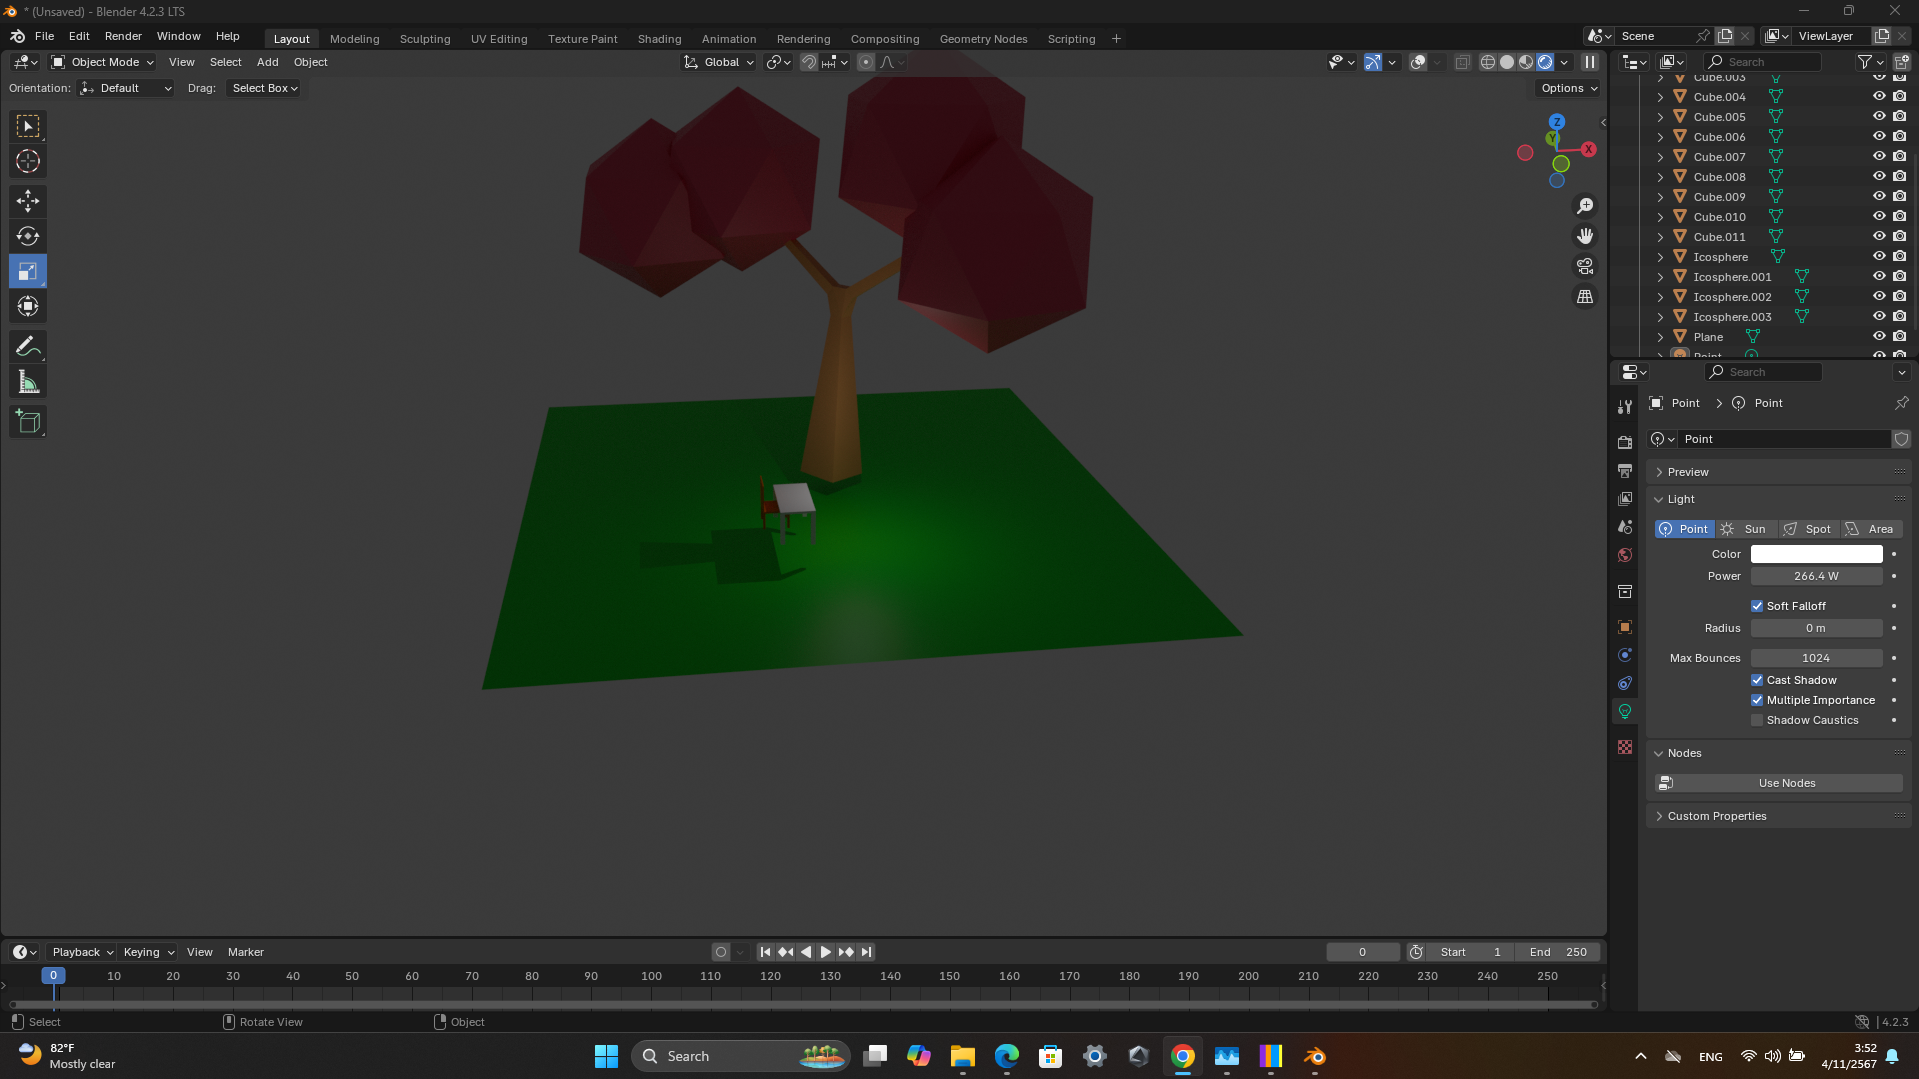 * (Unsaved) - Blender 4.2.3 LTS
File Edit Render Window Help
Layout Modeling Sculpting UV Editing Texture Paint Shading Animation Rendering Compositing Geometry Nodes Scripting +
Scene
ViewLayer
Object Mode View Select Add Object
Global
Orientation: Default Drag: Select Box
Options
Search
Z
Y
X
Cube.003
Cube.004
Cube.005
Cube.006
Cube.007
Cube.008
Cube.009
Cube.010
Cube.011
Icosphere
Icosphere.001
Icosphere.002
Icosphere.003
Plane
Point
Search
Point > Point
Point
Preview
Light
Point Sun Spot Area
Color
Power 266.4 W
Soft Falloff
Radius 0 m
Max Bounces 1024
Cast Shadow
Multiple Importance
Shadow Caustics
Nodes
Use Nodes
Custom Properties
Playback Keying View Marker
0
Start 1
End 250
0 10 20 30 40 50 60 70 80 90 100 110 120 130 140 150 160 170 180 190 200 210 220 230 240 250
Select
Rotate View
Object
4.2.3
82°F
Mostly clear
Search
ENG
3:52
4/11/2567